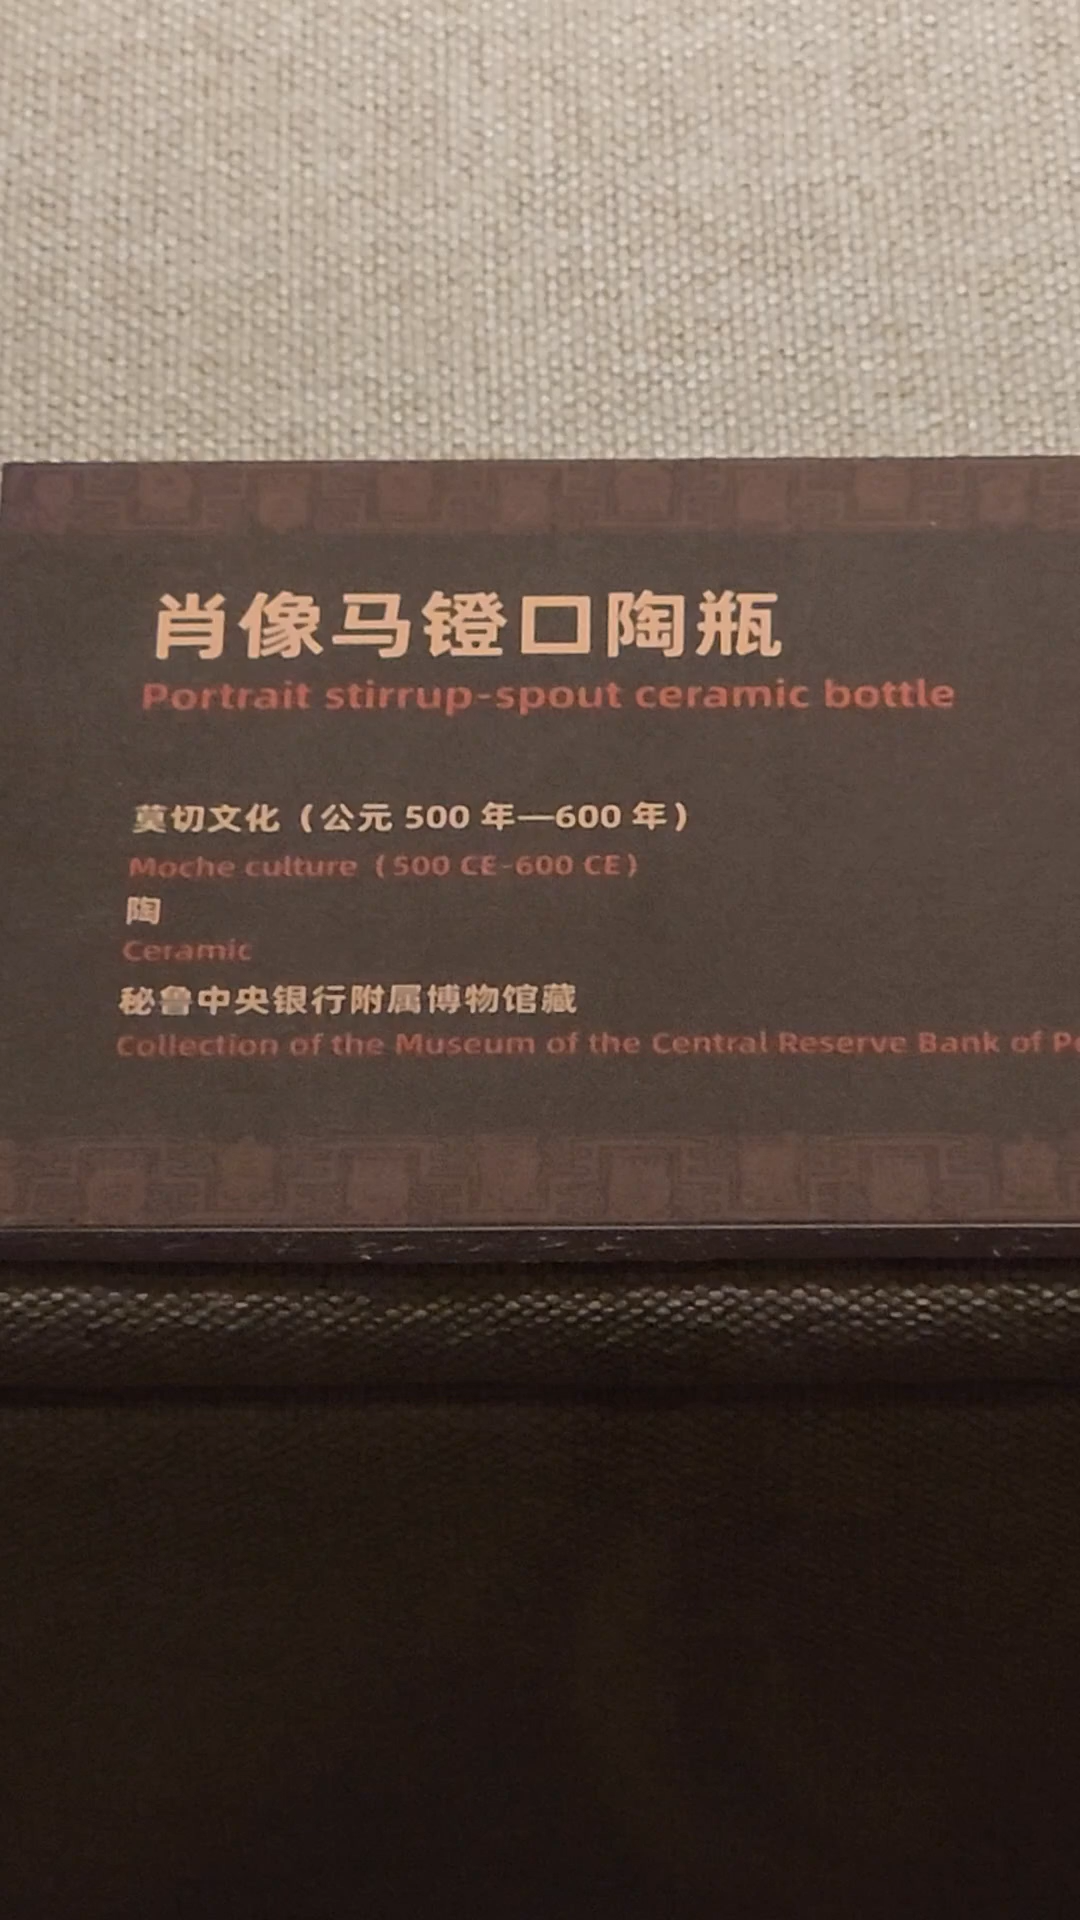 肖像马镫口陶瓶
Portrait stirrup-spout ceramic bottle
莫切文化（公元 500 年—600 年）
Moche culture（500 CE-600 CE）
陶
Ceramic
秘鲁中央银行附属博物馆藏
Collection of the Museum of the Central Reserve Bank of